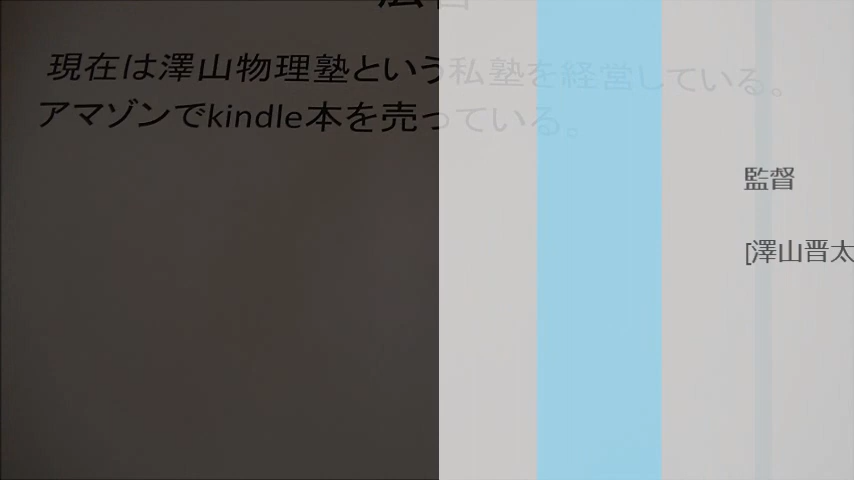 広告
現在は澤山物理塾という私塾を経営している。
アマゾンでkindle本を売っている。
監督
[澤山晋太